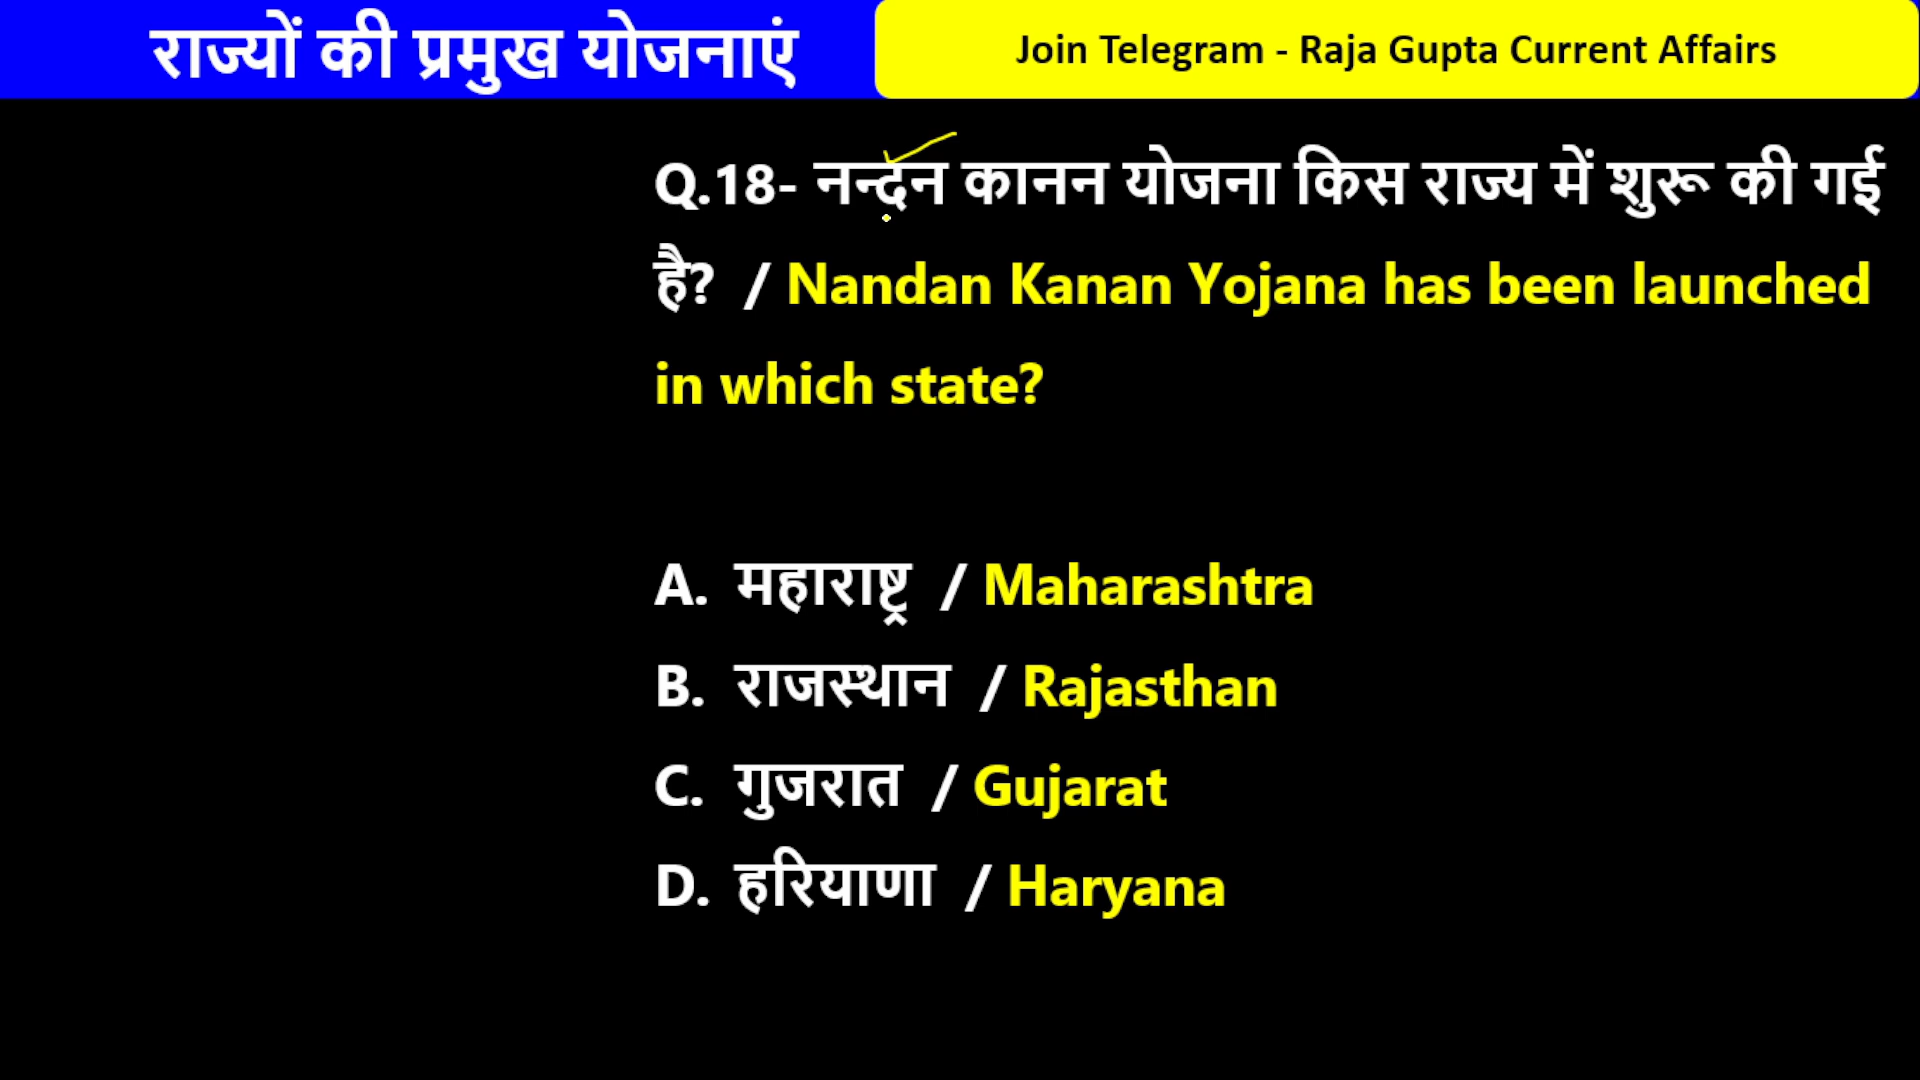 राज्यों की प्रमुख योजनाएं
Join Telegram - Raja Gupta Current Affairs
Q.18- नन्दन कानन योजना किस राज्य में शुरू की गई
है? / Nandan Kanan Yojana has been launched
in which state?
A. महाराष्ट्र / Maharashtra
B. राजस्थान / Rajasthan
C. गुजरात / Gujarat
D. हरियाणा / Haryana